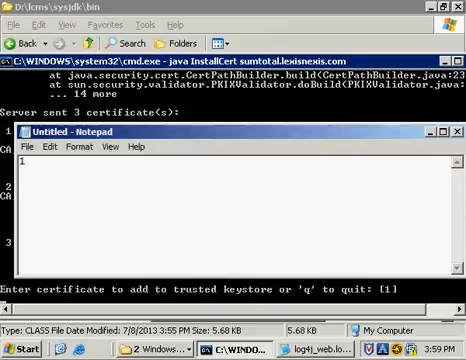 D:\lcms\sysjdk\bin
File Edit View Favorites Tools Help
Back Search Folders
C:\WINDOWS\system32\cmd.exe - java InstallCert sumtotal.lexisnexis.com
at java.security.cert.CertPathBuilder.build(CertPathBuilder.java:23
at sun.security.validator.PKIXValidator.doBuild(PKIXValidator.java:
... 14 more
Server sent 3 certificate(s):
1
CA
Untitled - Notepad
File Edit Format View Help
1
2
CA
3
Enter certificate to add to trusted keystore or 'q' to quit: [1]
Type: CLASS File Date Modified: 7/8/2013 3:55 PM Size: 5.68 KB 5.68 KB My Computer
Start 2 Windows... C:\WINDO... log4j_web.lo... 3:59 PM